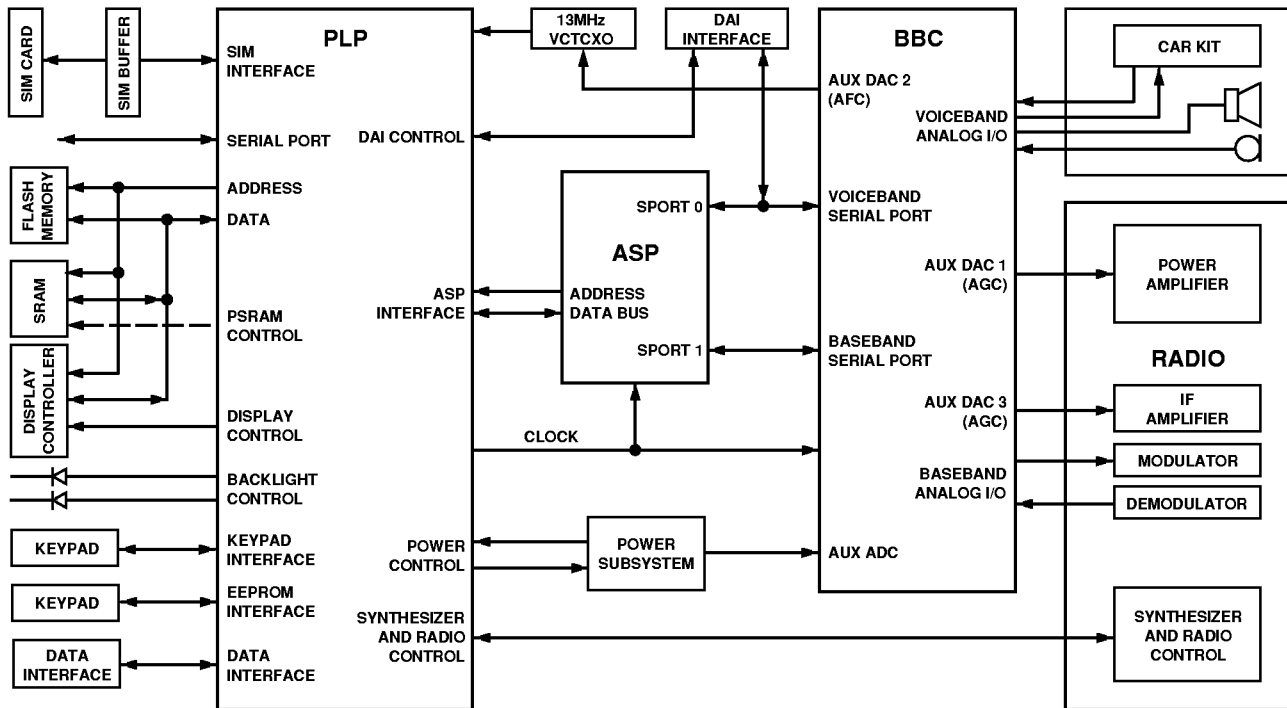 SIM CARD
SIM BUFFER
PLP
SIM
INTERFACE
SERIAL PORT
DAI CONTROL
FLASH
MEMORY
ADDRESS
DATA
SRAM
PSRAM
CONTROL
ASP
INTERFACE
DISPLAY
CONTROLLER
DISPLAY
CONTROL
BACKLIGHT
CONTROL
KEYPAD
KEYPAD
INTERFACE
KEYPAD
EEPROM
INTERFACE
DATA
INTERFACE
DATA
INTERFACE
POWER
CONTROL
SYNTHESIZER
AND RADIO
CONTROL
13MHz
VCTCXO
DAI
INTERFACE
SPORT 0
ASP
ADDRESS
DATA BUS
SPORT 1
CLOCK
POWER
SUBSYSTEM
BBC
AUX DAC 2
(AFC)
VOICEBAND
ANALOG I/O
VOICEBAND
SERIAL PORT
AUX DAC 1
(AGC)
BASEBAND
SERIAL PORT
AUX DAC 3
(AGC)
BASEBAND
ANALOG I/O
AUX ADC
CAR KIT
POWER
AMPLIFIER
RADIO
IF
AMPLIFIER
MODULATOR
DEMODULATOR
SYNTHESIZER
AND RADIO
CONTROL